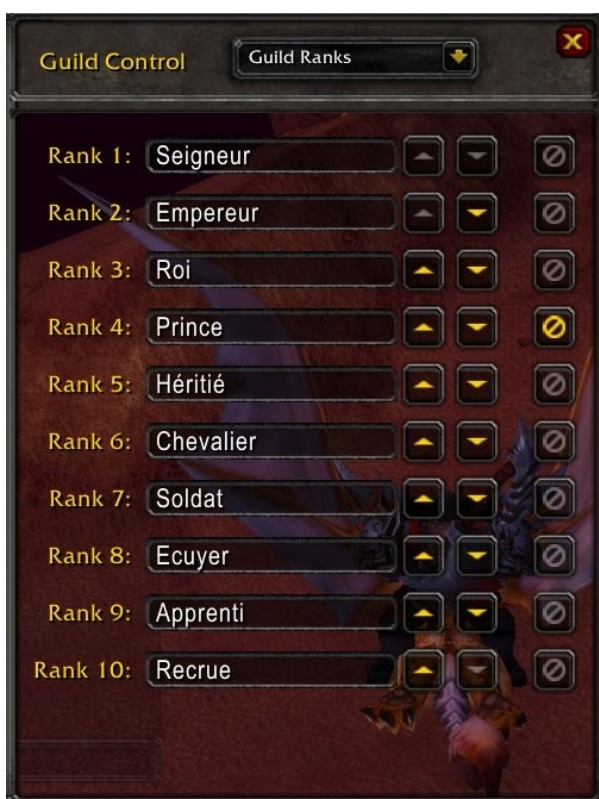 Guild Control
Guild Ranks
Rank 1: Seigneur
Rank 2: Empereur
Rank 3: Roi
Rank 4: Prince
Rank 5: Héritié
Rank 6: Chevalier
Rank 7: Soldat
Rank 8: Ecuyer
Rank 9: Apprenti
Rank 10: Recrue